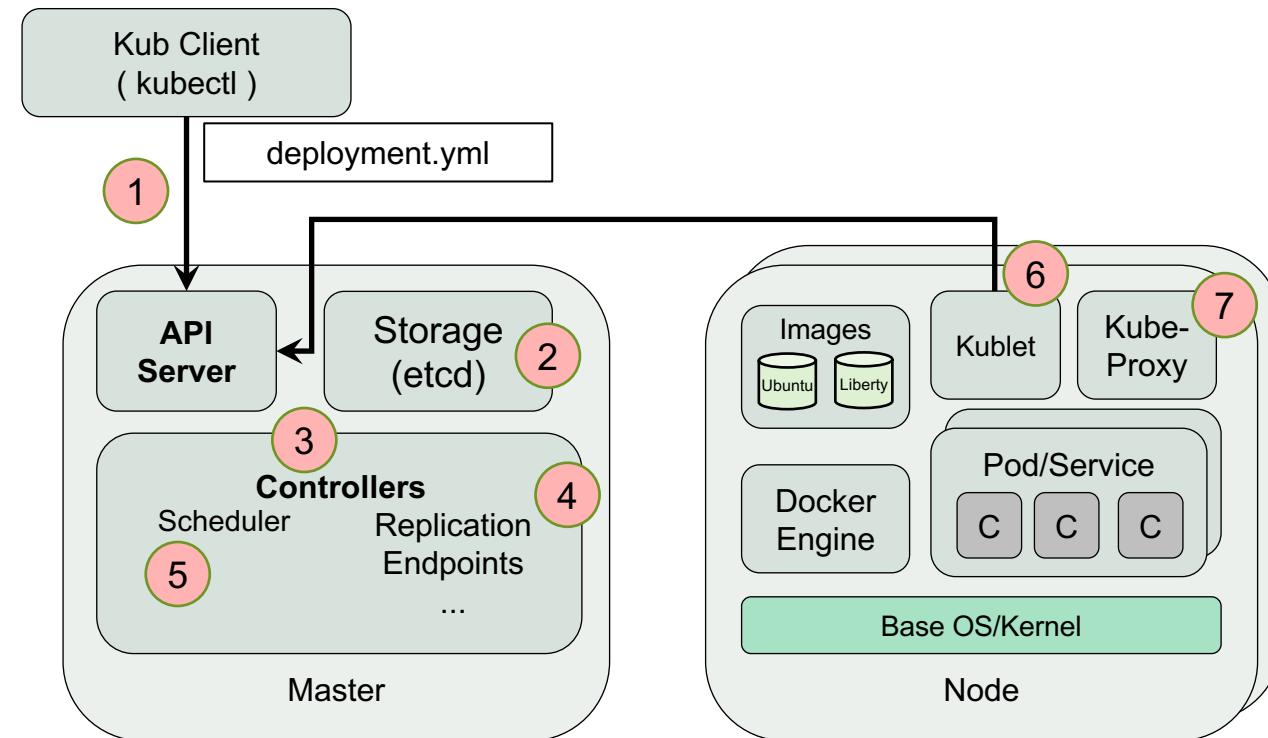 Kub Client
( kubectl )
deployment.yml
1
API
Server
Storage
(etcd)
2
3
Controllers
4
Scheduler
5
Replication
Endpoints
...
Master
6
7
Images
Ubuntu
Liberty
Kublet
Kube-
Proxy
Docker
Engine
Pod/Service
C C C
Base OS/Kernel
Node